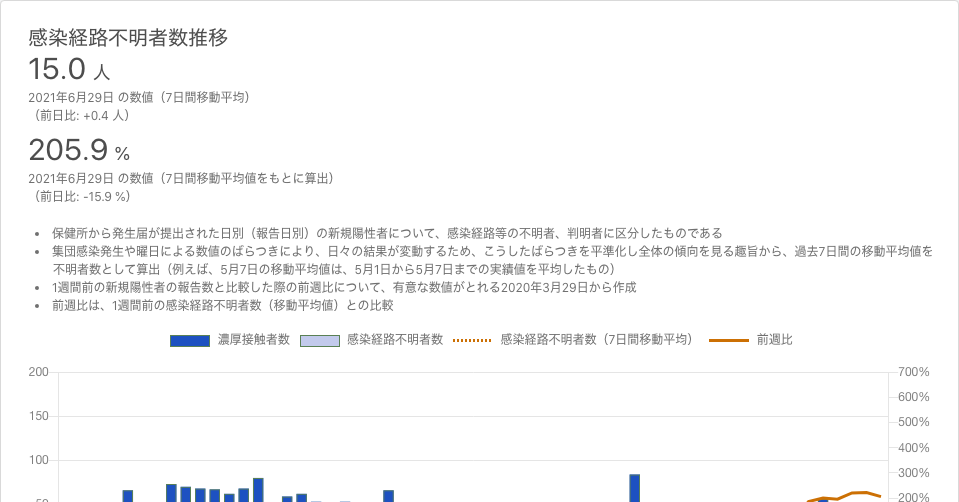 感染経路不明者数推移
15.0 人
2021年6月29日 の数値（7日間移動平均）
（前日比: +0.4 人）
205.9 %
2021年6月29日 の数値（7日間移動平均値をもとに算出）
（前日比: -15.9 %）
• 保健所から発生届が提出された日別（報告日別）の新規陽性者について、感染経路等の不明者、判明者に区分したものである
• 集団感染発生や曜日による数値のばらつきにより、日々の結果が変動するため、こうしたばらつきを平準化し全体の傾向を見る趣旨から、過去7日間の移動平均値を
不明者数として算出（例えば、5月7日の移動平均値は、5月1日から5月7日までの実績値を平均したもの）
• 1週間前の新規陽性者の報告数と比較した際の前週比について、有意な数値がとれる2020年3月29日から作成
• 前週比は、1週間前の感染経路不明者数（移動平均値）との比較
濃厚接触者数 感染経路不明者数 感染経路不明者数（7日間移動平均） 前週比
200 700%
600%
150 500%
400%
100 300%
50 200%